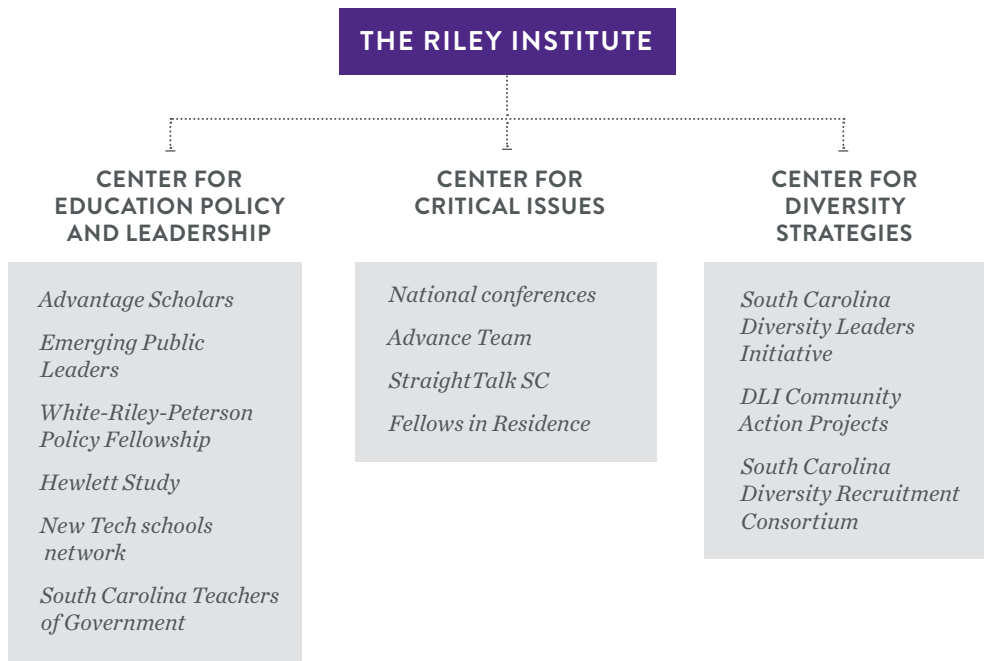 THE RILEY INSTITUTE
CENTER FOR
EDUCATION POLICY
AND LEADERSHIP
Advantage Scholars
Emerging Public
Leaders
White-Riley-Peterson
Policy Fellowship
Hewlett Study
New Tech schools
network
South Carolina Teachers
of Government
CENTER FOR
CRITICAL ISSUES
National conferences
Advance Team
StraightTalk SC
Fellows in Residence
CENTER FOR
DIVERSITY
STRATEGIES
South Carolina
Diversity Leaders
Initiative
DLI Community
Action Projects
South Carolina
Diversity Recruitment
Consortium